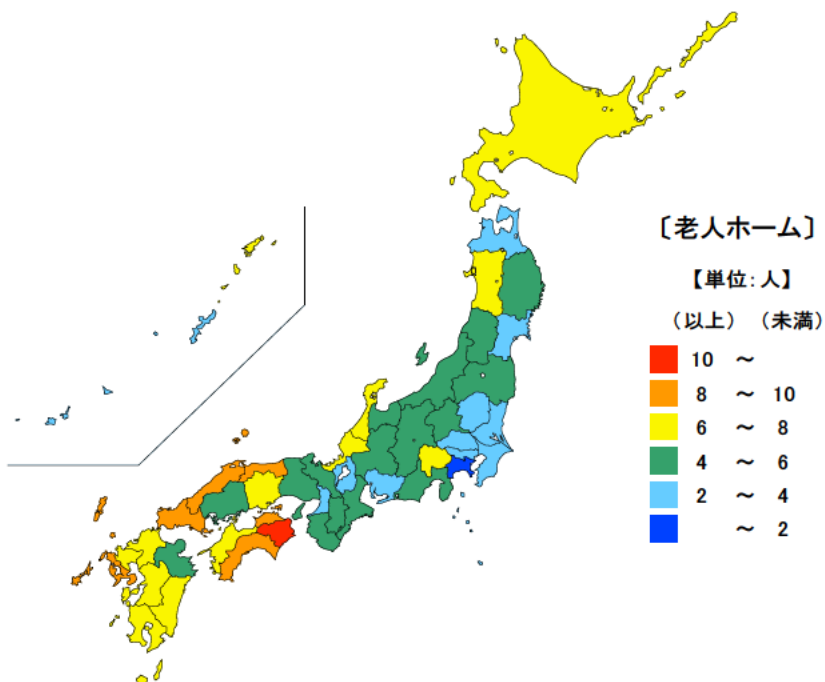 〔老人ホーム〕
【単位：人】
（以上） （未満）
10 ～
8 ～ 10
6 ～ 8
4 ～ 6
2 ～ 4
～ 2